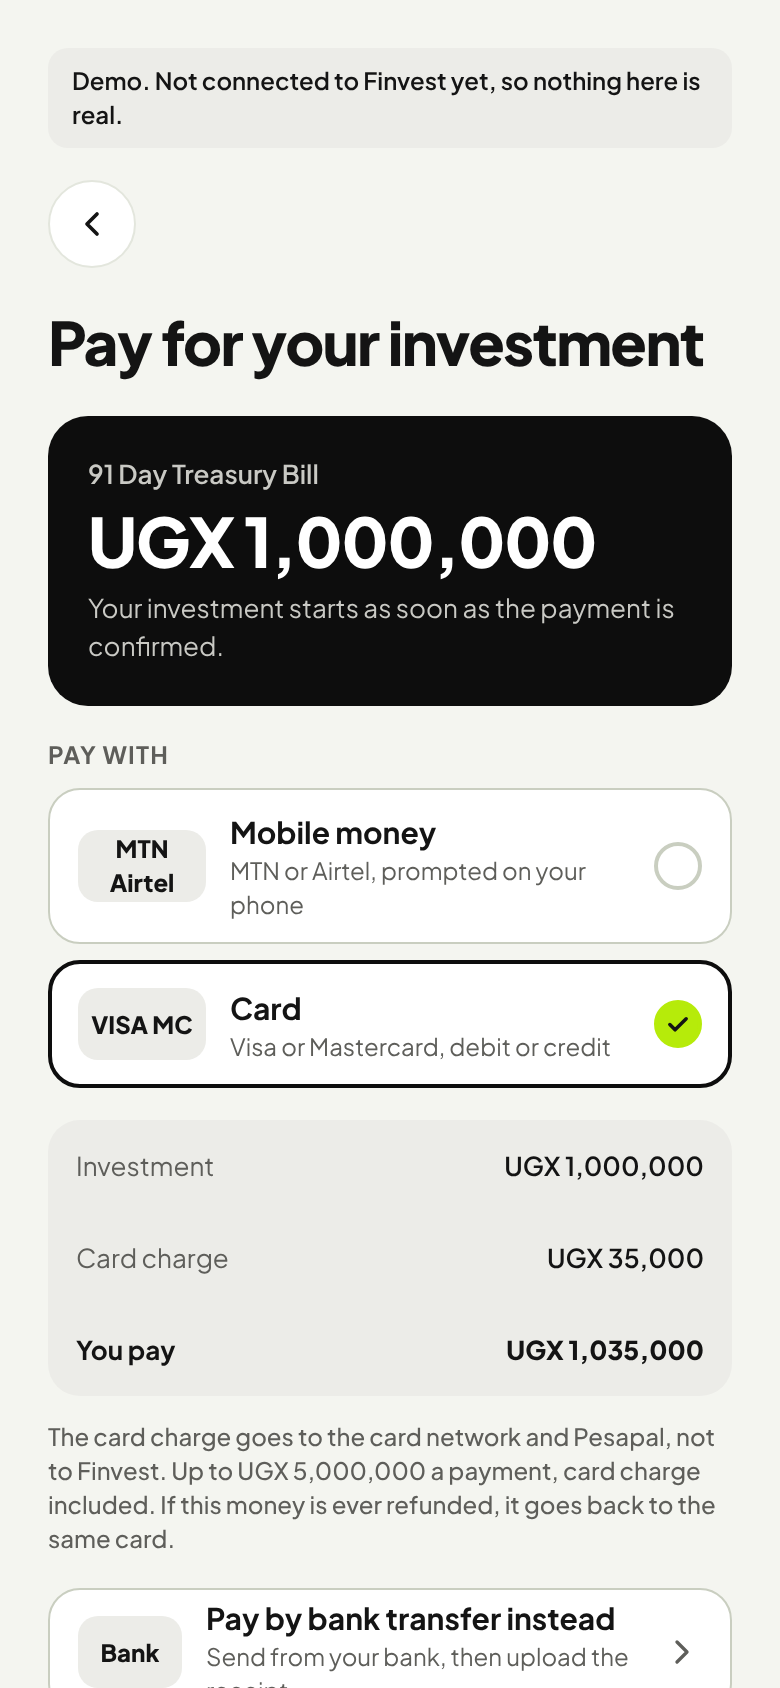 Demo. Not connected to Finvest yet, so nothing here is
real.
Pay for your investment
91 Day Treasury Bill
UGX 1,000,000
Your investment starts as soon as the payment is
confirmed.
PAY WITH
MTN
Airtel
Mobile money
MTN or Airtel, prompted on your
phone
VISA MC
Card
Visa or Mastercard, debit or credit
Investment UGX 1,000,000
Card charge UGX 35,000
You pay UGX 1,035,000
The card charge goes to the card network and Pesapal, not
to Finvest. Up to UGX 5,000,000 a payment, card charge
included. If this money is ever refunded, it goes back to the
same card.
Bank
Pay by bank transfer instead
Send from your bank, then upload the